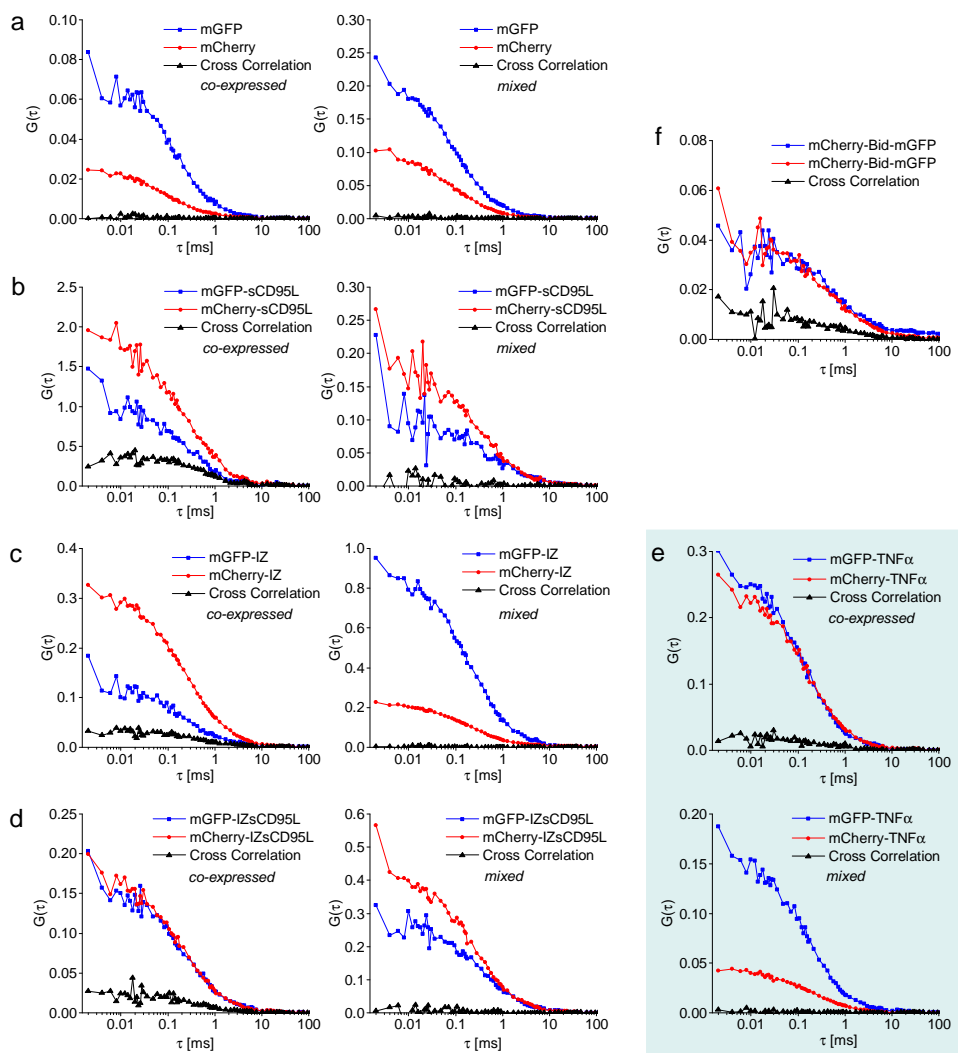 a
mGFP
mCherry
Cross Correlation
co-expressed
G(τ)
0.10
0.08
0.06
0.04
0.02
0.00
0.01 0.1 1 10 100
τ [ms]
mGFP
mCherry
Cross Correlation
mixed
G(τ)
0.30
0.25
0.20
0.15
0.10
0.05
0.00
0.01 0.1 1 10 100
τ [ms]
b
mGFP-sCD95L
mCherry-sCD95L
Cross Correlation
co-expressed
G(τ)
2.5
2.0
1.5
1.0
0.5
0.0
0.01 0.1 1 10 100
τ [ms]
mGFP-sCD95L
mCherry-sCD95L
Cross Correlation
mixed
G(τ)
0.30
0.25
0.20
0.15
0.10
0.05
0.00
0.01 0.1 1 10 100
τ [ms]
c
mGFP-IZ
mCherry-IZ
Cross Correlation
co-expressed
G(τ)
0.4
0.3
0.2
0.1
0.0
0.01 0.1 1 10 100
τ [ms]
mGFP-IZ
mCherry-IZ
Cross Correlation
mixed
G(τ)
1.0
0.8
0.6
0.4
0.2
0.0
0.01 0.1 1 10 100
τ [ms]
d
mGFP-IZsCD95L
mCherry-IZsCD95L
Cross Correlation
co-expressed
G(τ)
0.25
0.20
0.15
0.10
0.05
0.00
0.01 0.1 1 10 100
τ [ms]
mGFP-IZsCD95L
mCherry-IZsCD95L
Cross Correlation
mixed
G(τ)
0.6
0.5
0.4
0.3
0.2
0.1
0.0
0.01 0.1 1 10 100
τ [ms]
f
mCherry-Bid-mGFP
mCherry-Bid-mGFP
Cross Correlation
G(τ)
0.08
0.06
0.04
0.02
0.00
0.01 0.1 1 10 100
τ [ms]
e
mGFP-TNFα
mCherry-TNFα
Cross Correlation
co-expressed
G(τ)
0.3
0.2
0.1
0.0
0.01 0.1 1 10 100
τ [ms]
mGFP-TNFα
mCherry-TNFα
Cross Correlation
mixed
G(τ)
0.20
0.15
0.10
0.05
0.00
0.01 0.1 1 10 100
τ [ms]